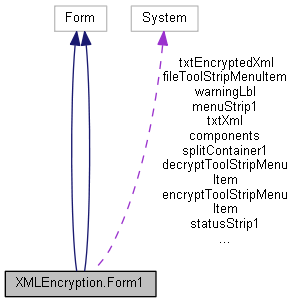 Form
System
txtEncryptedXml
fileToolStripMenuItem
warningLbl
menuStrip1
txtXml
components
splitContainer1
decryptToolStripMenu
Item
encryptToolStripMenu
Item
statusStrip1
...
XMLEncryption.Form1